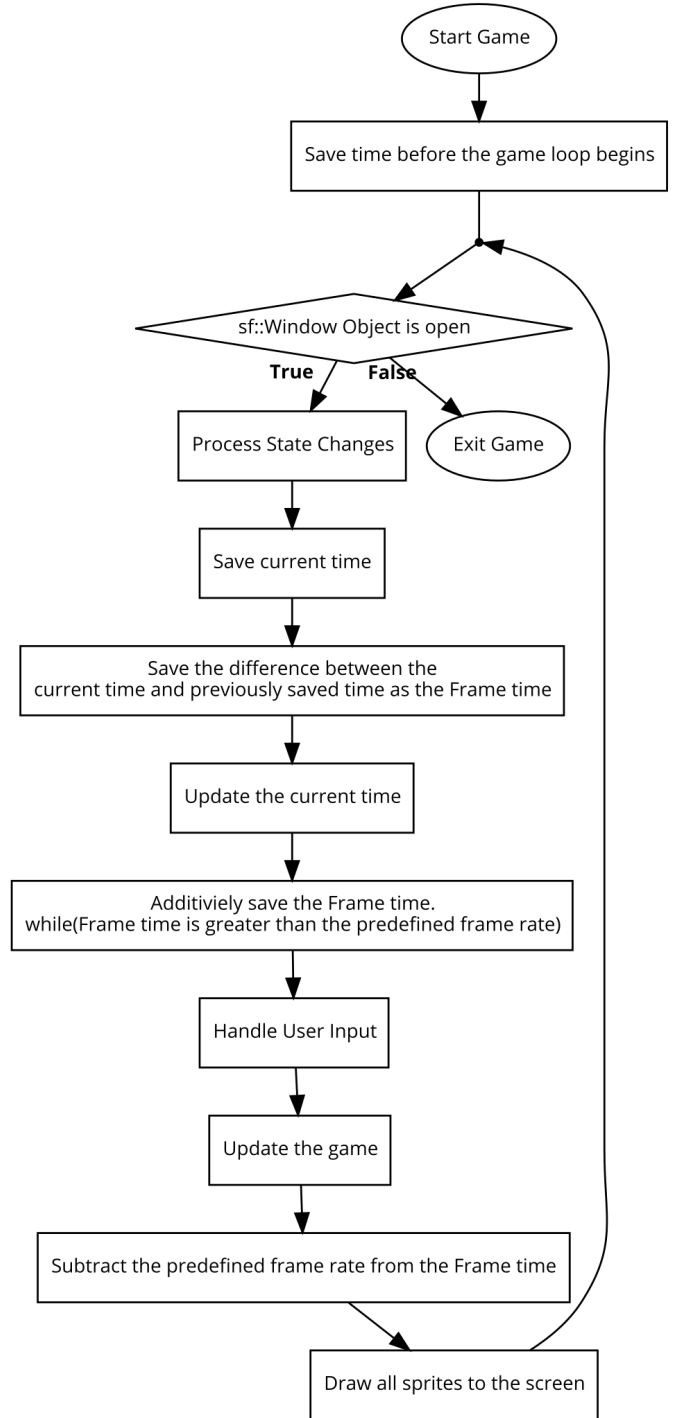 Start Game
Save time before the game loop begins
sf::Window Object is open
True
False
Process State Changes
Exit Game
Save current time
Save the difference between the
current time and previously saved time as the Frame time
Update the current time
Additiviely save the Frame time.
while(Frame time is greater than the predefined frame rate)
Handle User Input
Update the game
Subtract the predefined frame rate from the Frame time
Draw all sprites to the screen